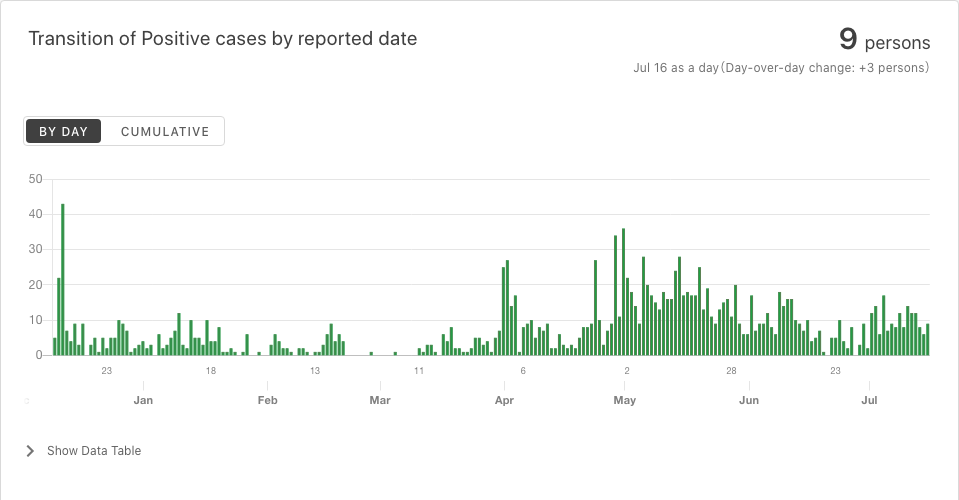 Transition of Positive cases by reported date
9 persons
Jul 16 as a day(Day-over-day change: +3 persons)
BY DAY CUMULATIVE
50
40
30
20
10
0
23 18 13 11 6 2 28 23
Jan Feb Mar Apr May Jun Jul
Show Data Table